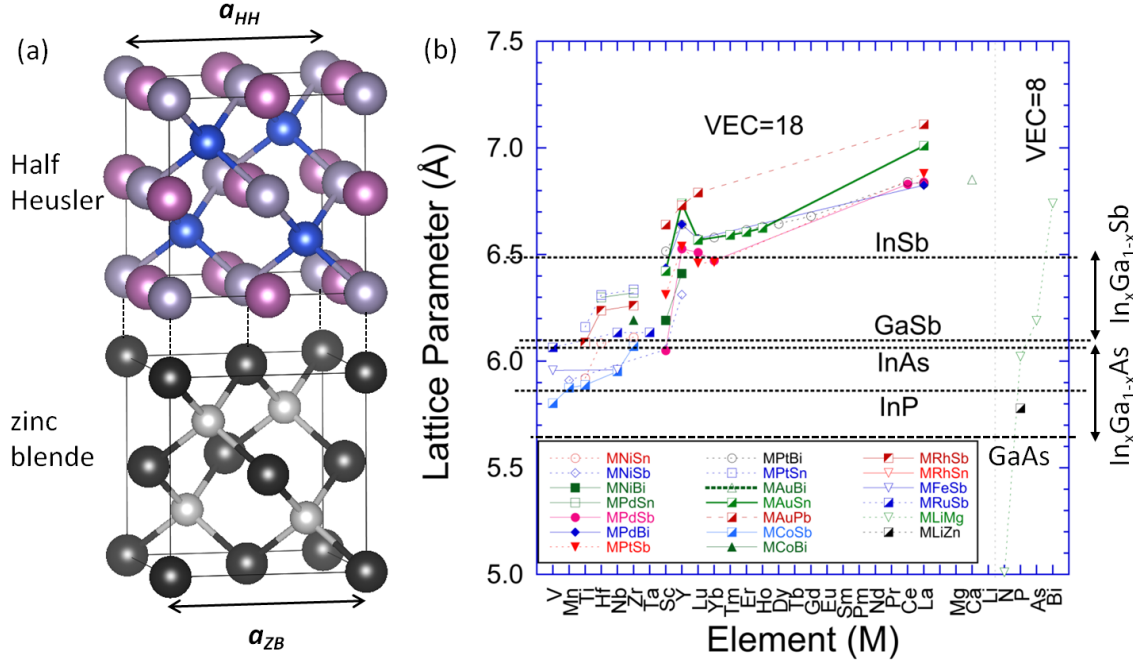 (a)
a_HH
Half
Heusler
zinc
blende
a_ZB
(b)
Lattice Parameter (Å)
7.5
7.0
6.5
6.0
5.5
5.0
VEC=18
VEC=8
InSb
GaSb
InAs
InP
GaAs
In_xGa_1-xSb
In_xGa_1-xAs
MNiSn
MNiSb
MNiBi
MPdSn
MPdSb
MPdBi
MPtSb
MPtBi
MPtSn
MAuBi
MAuSn
MAuPb
MCoSb
MCoBi
MRhSb
MRhSn
MFeSb
MRuSb
MLiMg
MLiZn
V
Mn
Ti
Hf
Nb
Zr
Ta
Sc
Y
Lu
Yb
Tm
Er
Ho
Dy
Tb
Gd
Eu
Sm
Pm
Nd
Pr
Ce
La
Mg
Ca
Li
N
P
As
Bi
Element (M)